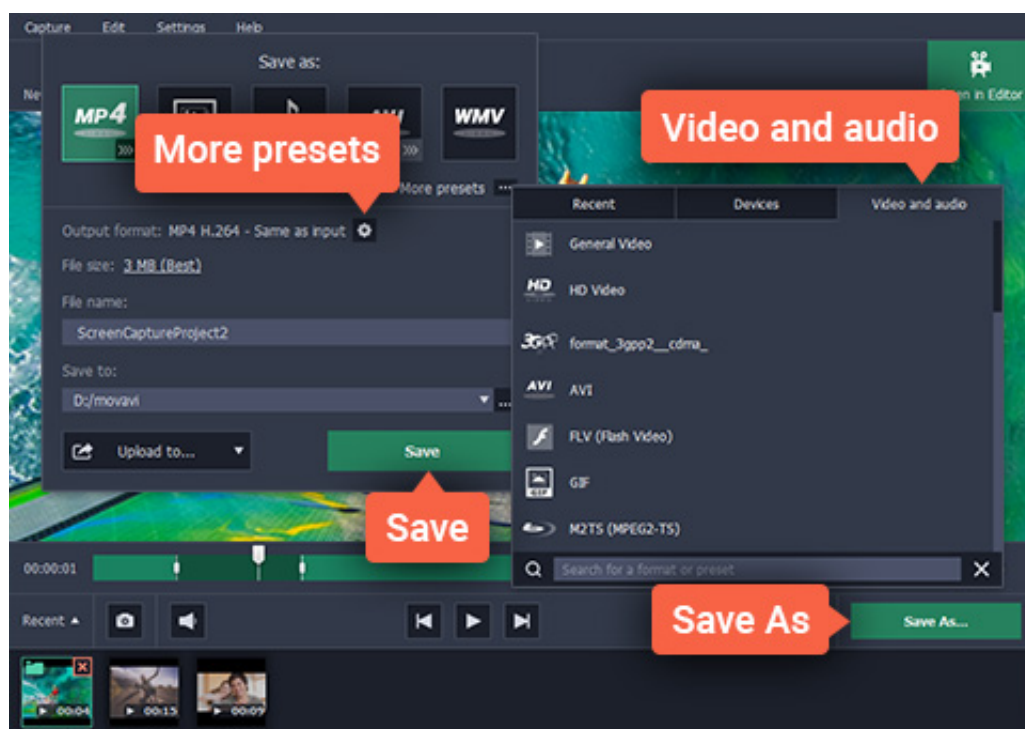 Capture Edit Settings Help
Save as:
MP4
WMV
in Editor
More presets
Video and audio
More presets ...
Recent Devices Video and audio
Output format: MP4 H.264 - Same as input
General Video
File size: 3 MB (Best)
HD HD Video
File name:
ScreenCaptureProject2
format_3gpp2__cdma_
Save to:
AVI AVI
D:/movavi ...
FLV (Flash Video)
Upload to... Save
GIF GIF
Save
M2TS (MPEG2-TS)
00:00:01
Search for a format or preset
Recent
Save As
Save As...
00:04 00:15 00:09